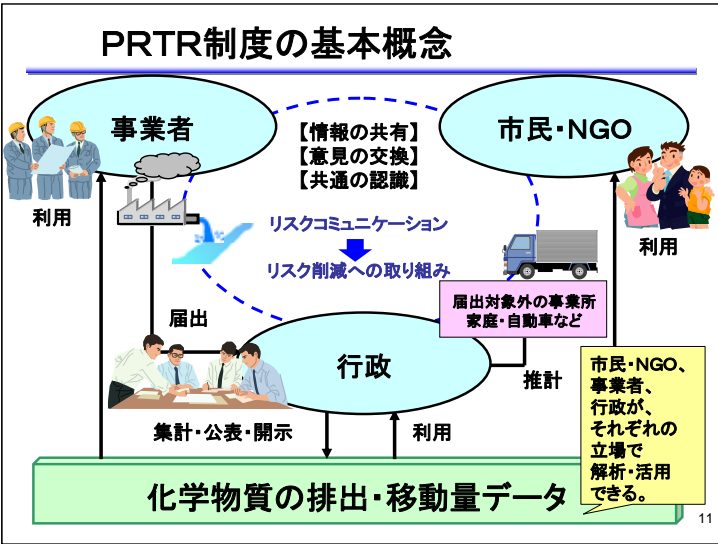 PRTR制度の基本概念
事業者
市民・NGO
【情報の共有】
【意見の交換】
【共通の認識】
利用
利用
リスクコミュニケーション
リスク削減への取り組み
届出
届出対象外の事業所
家庭・自動車など
行政
推計
市民・NGO、
事業者、
行政が、
それぞれの
立場で
解析・活用
できる。
集計・公表・開示
利用
化学物質の排出・移動量データ
11